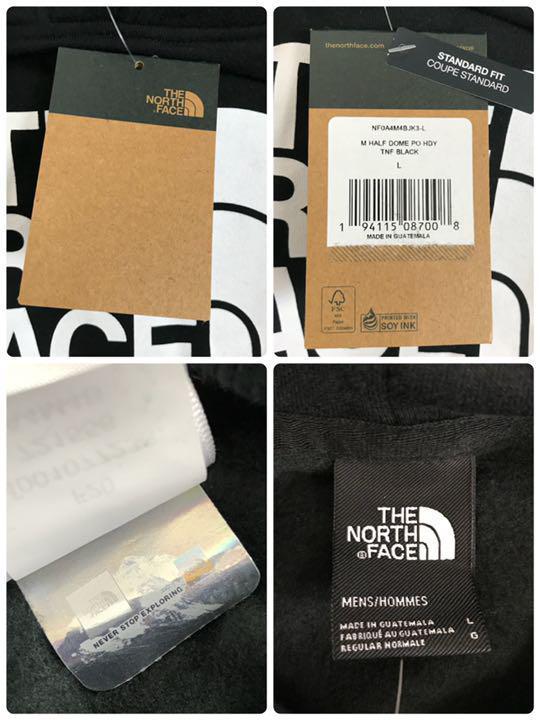 THE
NORTH
FACE
thenorthface.com
STANDARD FIT
COUPE STANDARD
NF0A4M4BJK3-L
M HALF DOME PO HDY
TNF BLACK
L
1 94115 08700 8
MADE IN GUATEMALA
FSC
PRINTED WITH
SOY INK
F20
NEVER STOP EXPLORING
THE
NORTH
FACE
MENS/HOMMES
MADE IN GUATEMALA L
FABRIQUÉ AU GUATEMALA G
REGULAR NORMALE